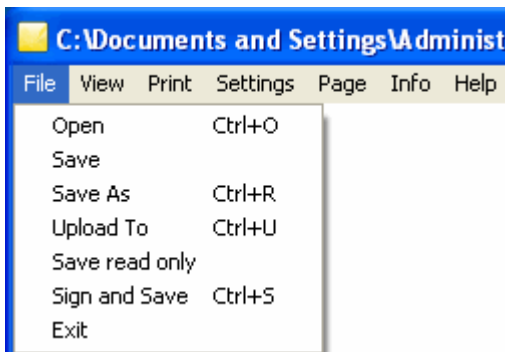 C:\Documents and Settings\Administ
File View Print Settings Page Info Help
Open Ctrl+O
Save
Save As Ctrl+R
Upload To Ctrl+U
Save read only
Sign and Save Ctrl+S
Exit